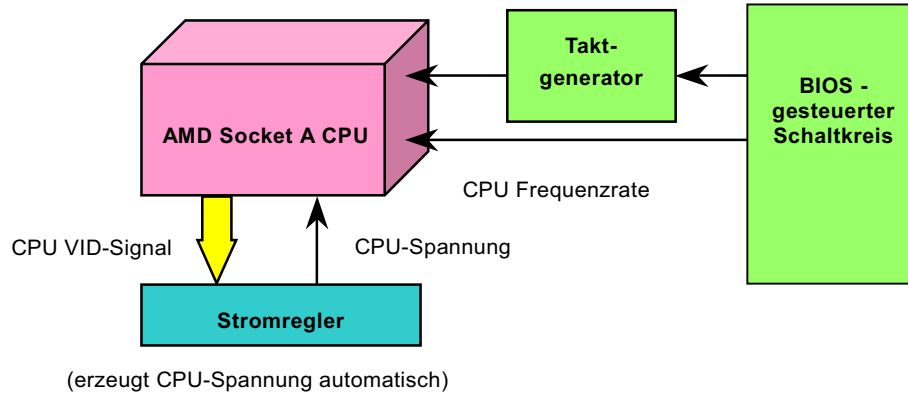 Takt-
generator
BIOS -
gesteuerter
Schaltkreis
AMD Socket A CPU
CPU Frequenzrate
CPU VID-Signal
CPU-Spannung
Stromregler
(erzeugt CPU-Spannung automatisch)